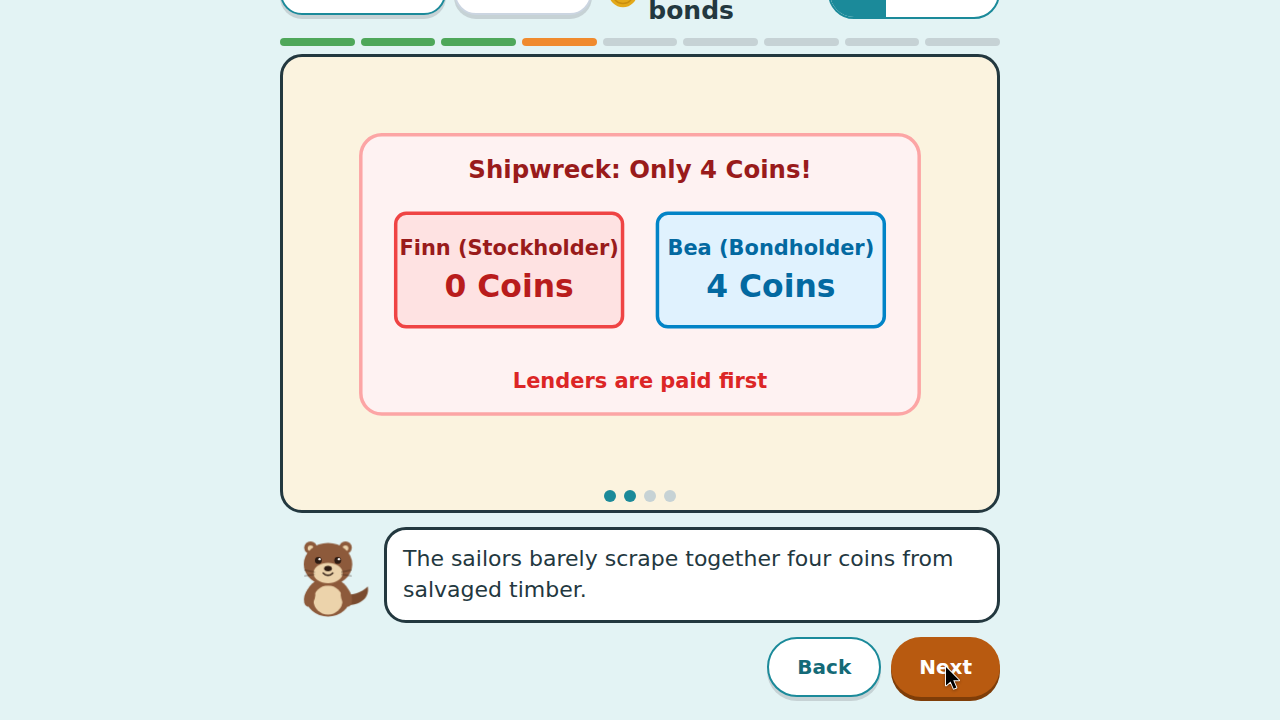 bonds
Shipwreck: Only 4 Coins!
Finn (Stockholder)
0 Coins
Bea (Bondholder)
4 Coins
Lenders are paid first
The sailors barely scrape together four coins from
salvaged timber.
Back
Next